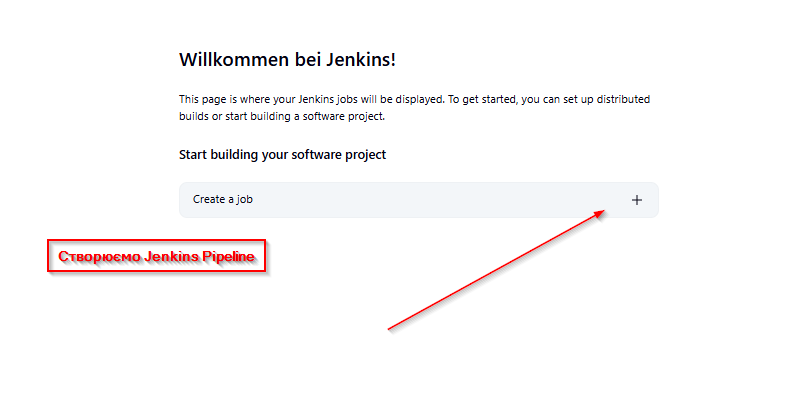 Willkommen bei Jenkins!
This page is where your Jenkins jobs will be displayed. To get started, you can set up distributed
builds or start building a software project.
Start building your software project
Create a job
Створюємо Jenkins Pipeline